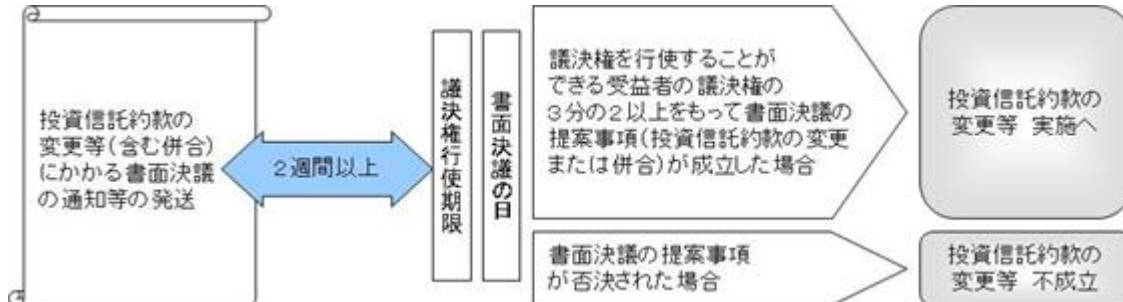 投資信託約款の
変更等(含む併合)
にかかる書面決議
の通知等の発送
２週間以上
議決権行使期限
書面決議の日
議決権を行使することが
できる受益者の議決権の
３分の２以上をもって書面決議の
提案事項(投資信託約款の変更
または併合)が成立した場合
投資信託約款の
変更等 実施へ
書面決議の提案事項
が否決された場合
投資信託約款の
変更等 不成立